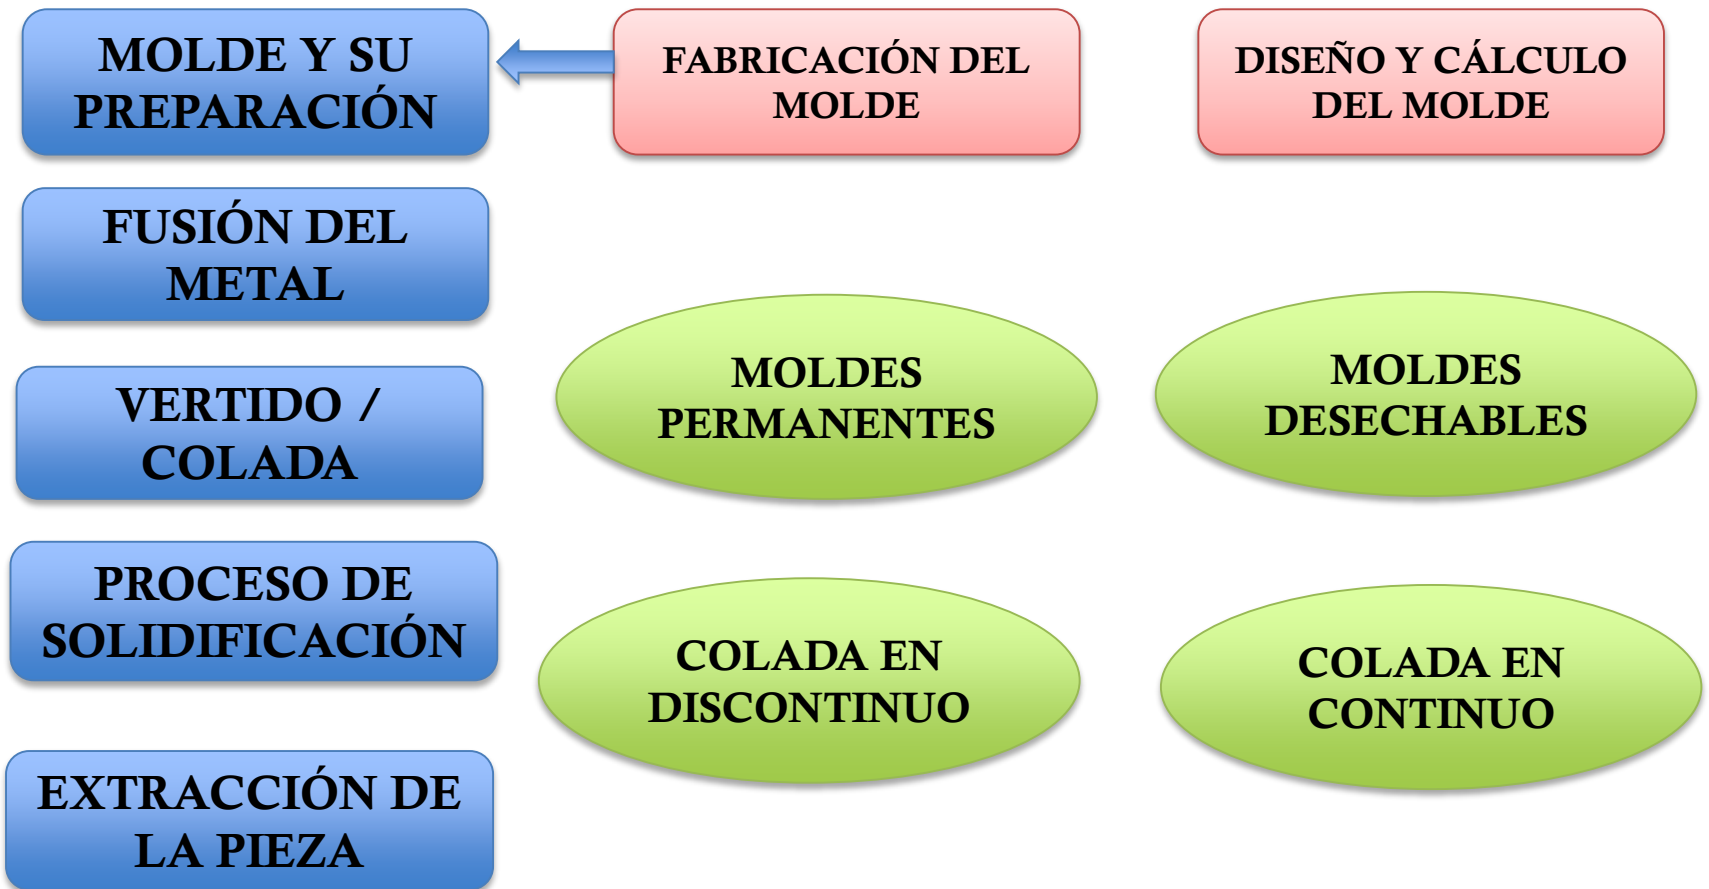 MOLDE Y SU
PREPARACIÓN
FABRICACIÓN DEL
MOLDE
DISEÑO Y CÁLCULO
DEL MOLDE
FUSIÓN DEL
METAL
MOLDES
PERMANENTES
MOLDES
DESECHABLES
VERTIDO /
COLADA
PROCESO DE
SOLIDIFICACIÓN
COLADA EN
DISCONTINUO
COLADA EN
CONTINUO
EXTRACCIÓN DE
LA PIEZA